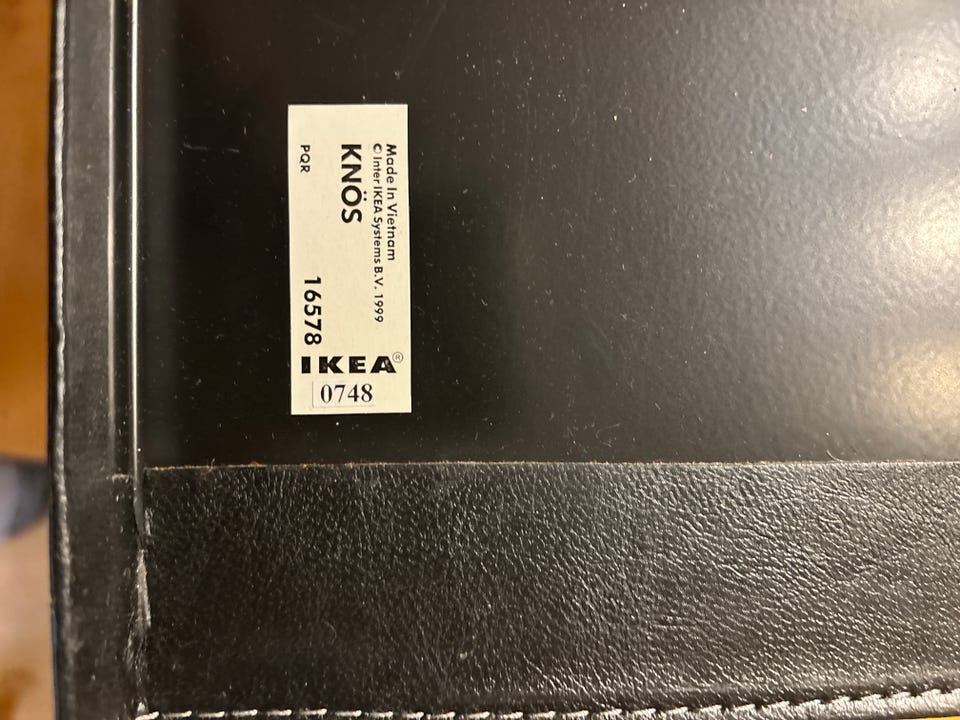 Made In Vietnam
© Inter IKEA Systems B.V. 1999
KNÖS
PQR
16578
IKEA®
0748